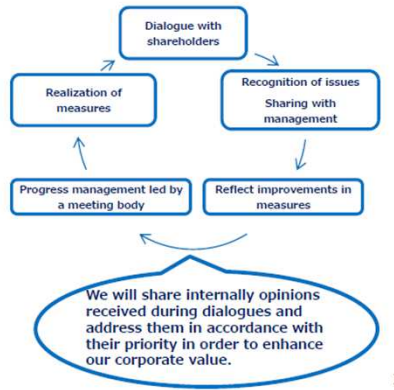 Dialogue with
shareholders
Recognition of issues
Sharing with
management
Reflect improvements in
measures
Progress management led by
a meeting body
Realization of
measures
We will share internally opinions
received during dialogues and
address them in accordance with
their priority in order to enhance
our corporate value.